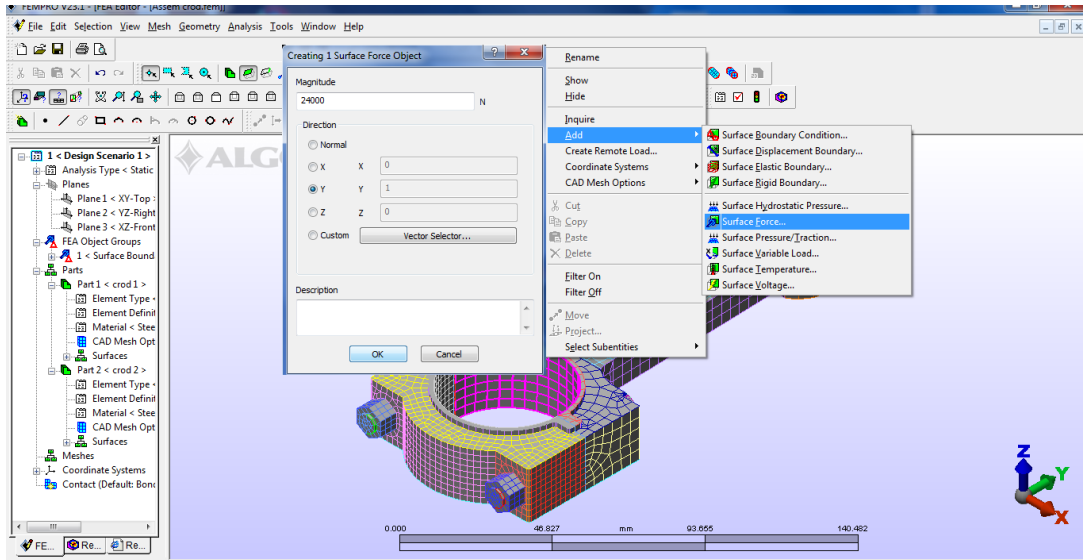 FEMPRO V23.1 - [FEA Editor - [Assem crod.fem]]
File Edit Selection View Mesh Geometry Analysis Tools Window Help
ALG
Creating 1 Surface Force Object
Magnitude
24000 N
Direction
Normal
X X 0
Y Y 1
Z Z 0
Custom Vector Selector...
Description
OK Cancel
Rename
Show
Hide
Inquire
Add
Create Remote Load...
Coordinate Systems
CAD Mesh Options
Cut
Copy
Paste
Delete
Filter On
Filter Off
Move
Project...
Select Subentities
Surface Boundary Condition...
Surface Displacement Boundary...
Surface Elastic Boundary...
Surface Rigid Boundary...
Surface Hydrostatic Pressure...
Surface Force...
Surface Pressure/Traction...
Surface Variable Load...
Surface Temperature...
Surface Voltage...
1 < Design Scenario 1 >
Analysis Type < Static
Planes
Plane 1 < XY-Top >
Plane 2 < YZ-Right
Plane 3 < XZ-Front
FEA Object Groups
1 < Surface Bound
Parts
Part 1 < crod 1 >
Element Type <
Element Definit
Material < Stee
CAD Mesh Opt
Surfaces
Part 2 < crod 2 >
Element Type <
Element Definit
Material < Stee
CAD Mesh Opt
Surfaces
Meshes
Coordinate Systems
Contact (Default: Bond
FE... Re... Re...
0.000 46.827 mm 93.655 140.482
Z
Y
X